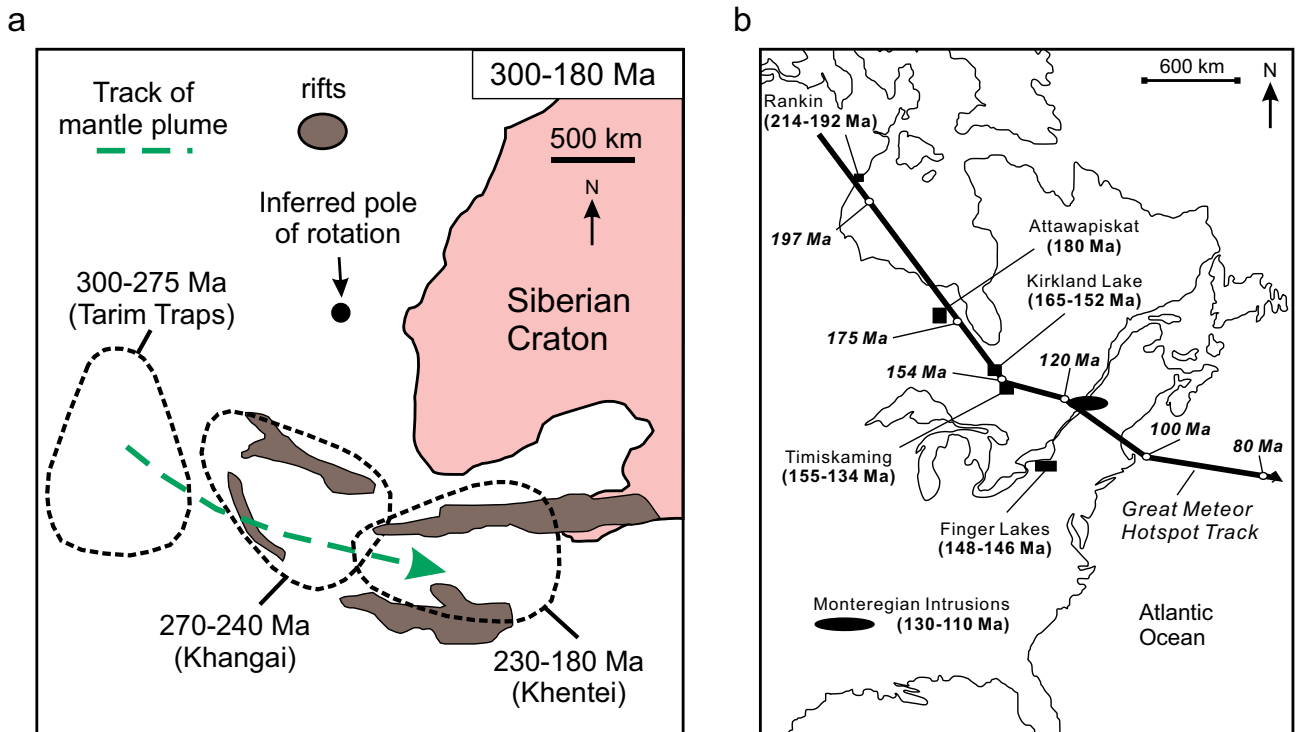 a
300-180 Ma
Track of
mantle plume
rifts
500 km
N
Inferred pole
of rotation
300-275 Ma
(Tarim Traps)
Siberian
Craton
270-240 Ma
(Khangai)
230-180 Ma
(Khentei)
b
600 km
N
Rankin
(214-192 Ma)
197 Ma
Attawapiskat
(180 Ma)
Kirkland Lake
(165-152 Ma)
175 Ma
154 Ma
120 Ma
100 Ma
80 Ma
Timiskaming
(155-134 Ma)
Great Meteor
Hotspot Track
Finger Lakes
(148-146 Ma)
Monteregian Intrusions
(130-110 Ma)
Atlantic
Ocean